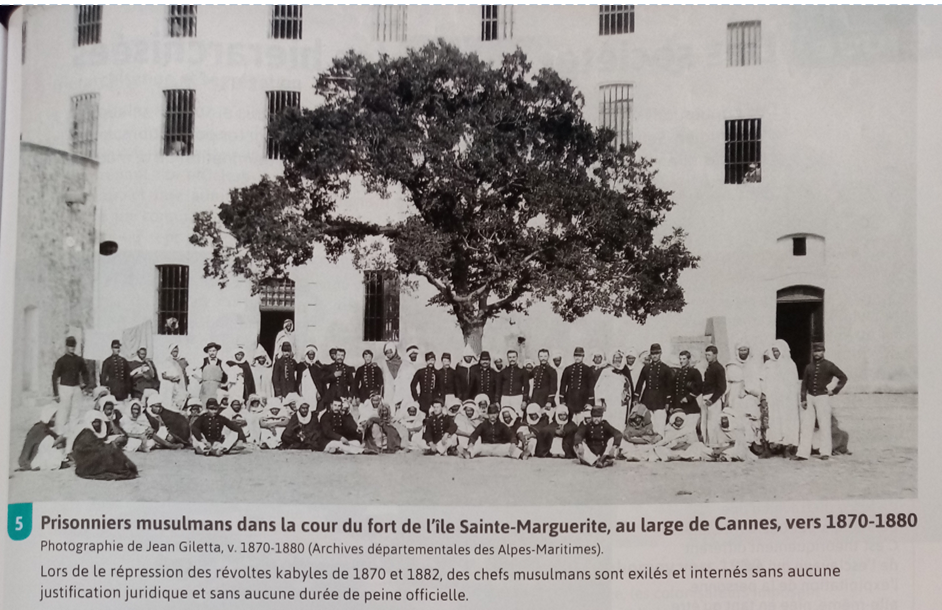 5 Prisonniers musulmans dans la cour du fort de l'île Sainte-Marguerite, au large de Cannes, vers 1870-1880
Photographie de Jean Giletta, v. 1870-1880 (Archives départementales des Alpes-Maritimes).
Lors de le répression des révoltes kabyles de 1870 et 1882, des chefs musulmans sont exilés et internés sans aucune
justification juridique et sans aucune durée de peine officielle.